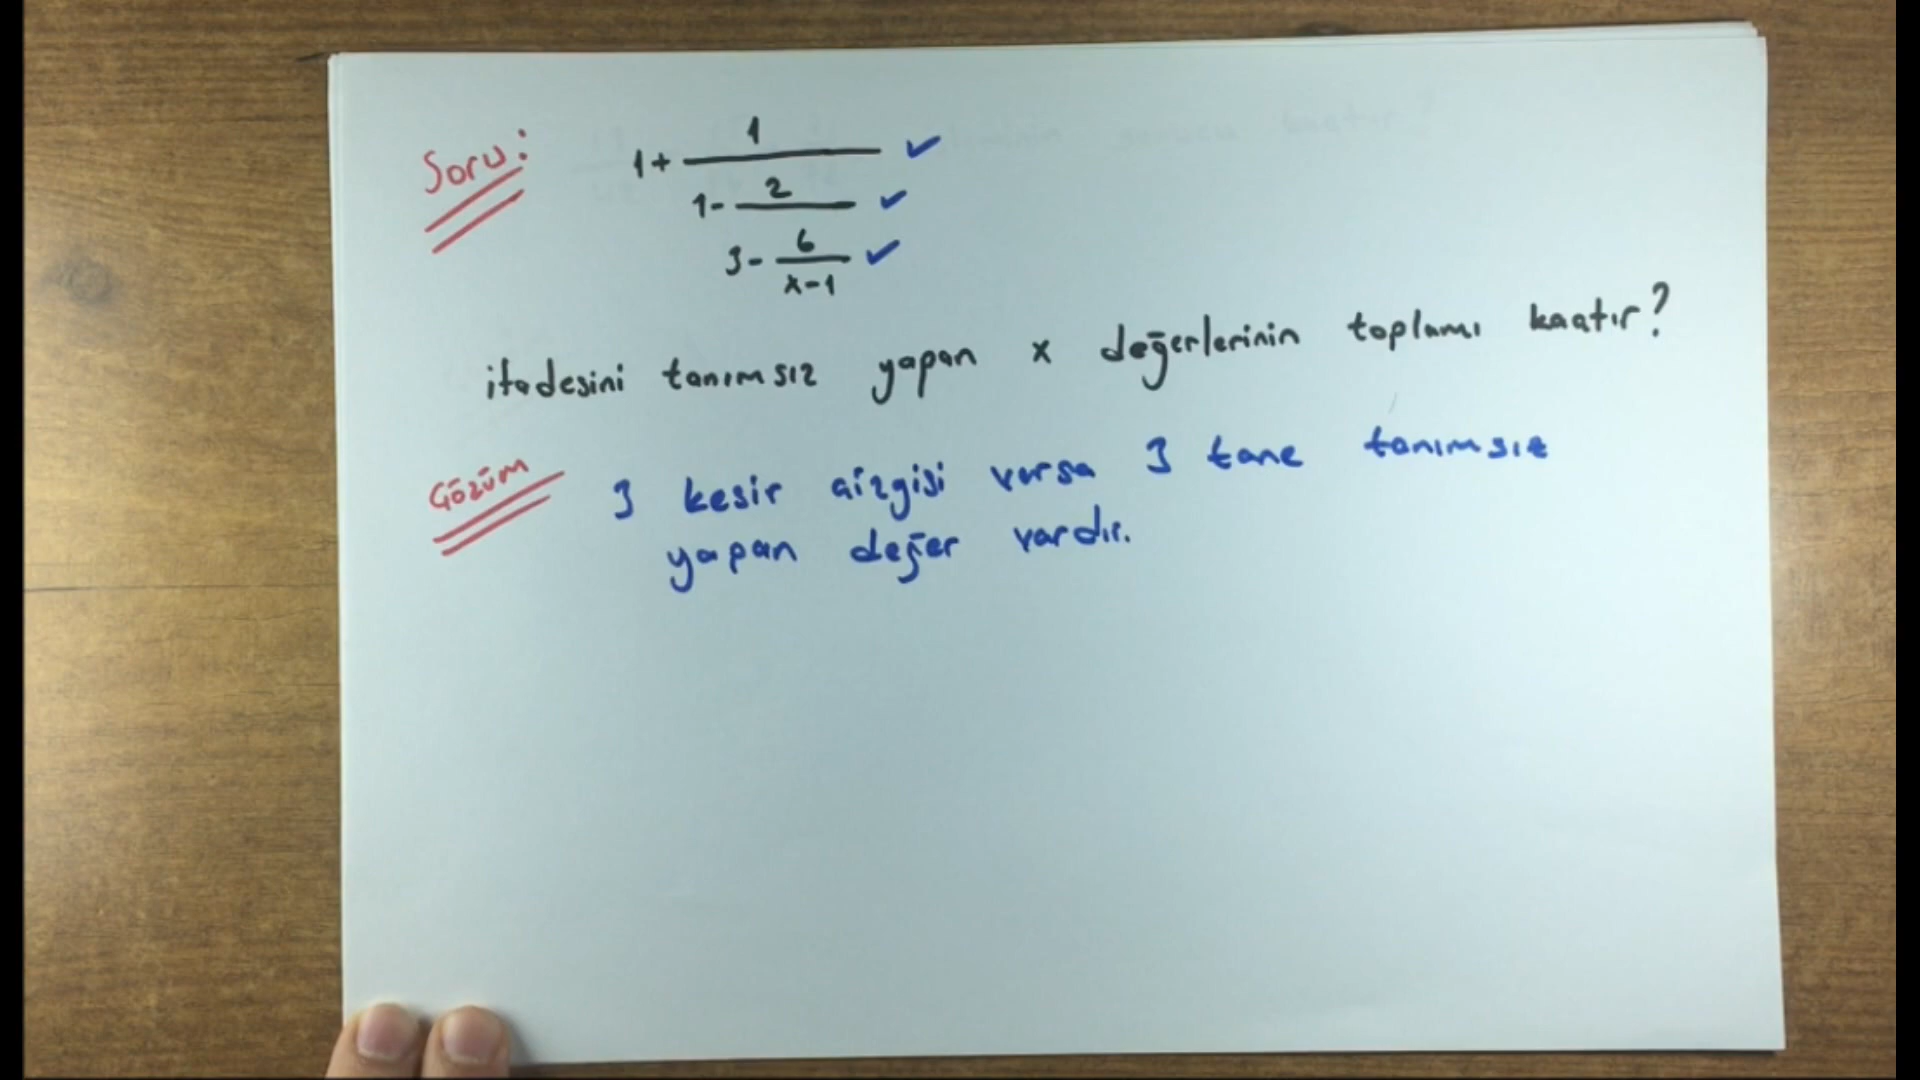 Soru:
1+ 1
1- 2
3- 6
x-1
ifadesini tanımsız yapan x değerlerinin toplamı kaçtır?
Çözüm
3 kesir çizgisi varsa 3 tane tanımsız
yapan değer vardır.